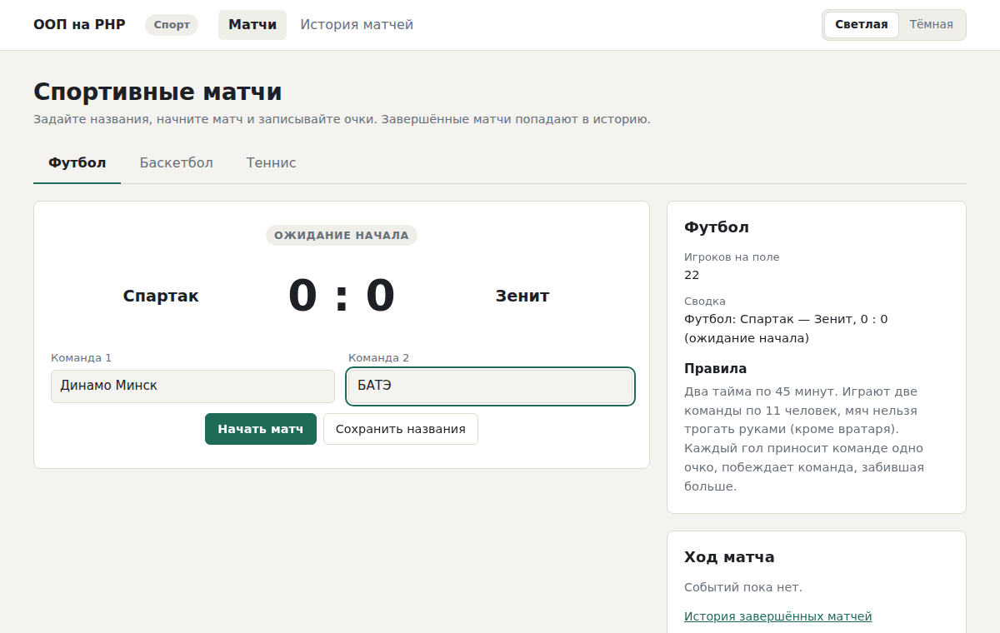 ООП на PHP
Спорт
Матчи
История матчей
Светлая
Тёмная
Спортивные матчи
Задайте названия, начните матч и записывайте очки. Завершённые матчи попадают в историю.
Футбол
Баскетбол
Теннис
ОЖИДАНИЕ НАЧАЛА
Спартак
0 : 0
Зенит
Команда 1
Команда 2
Динамо Минск
БАТЭ
Начать матч
Сохранить названия
Футбол
Игроков на поле
22
Сводка
Футбол: Спартак — Зенит, 0 : 0
(ожидание начала)
Правила
Два тайма по 45 минут. Играют две
команды по 11 человек, мяч нельзя
трогать руками (кроме вратаря).
Каждый гол приносит команде одно
очко, побеждает команда, забившая
больше.
Ход матча
Событий пока нет.
История завершённых матчей